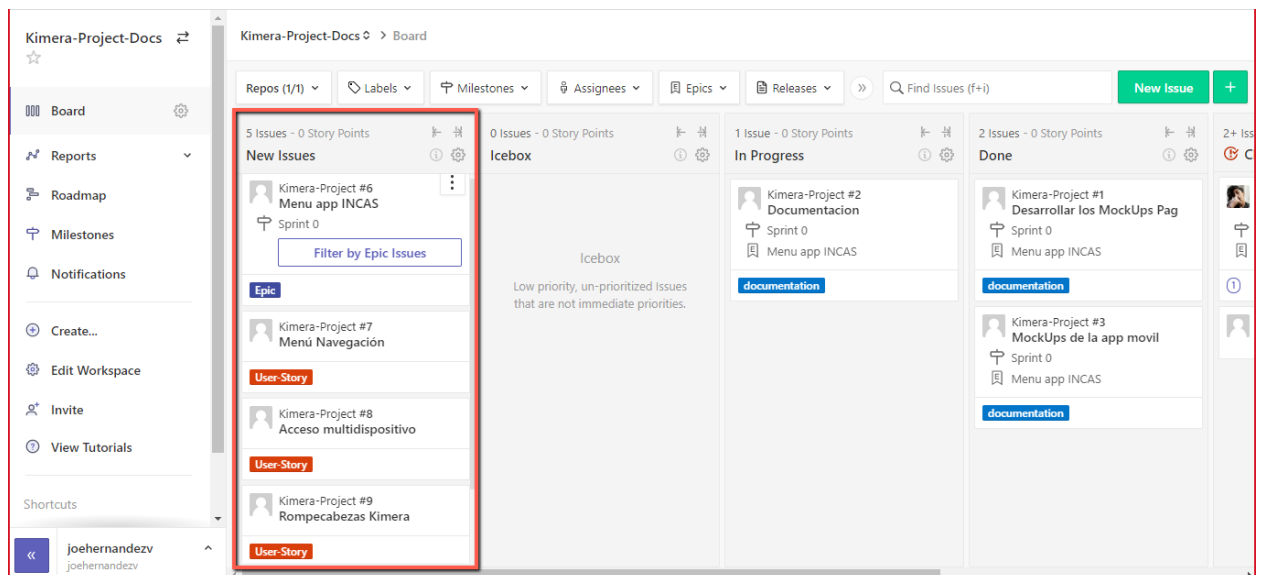 Kimera-Project-Docs
Board
Reports
Roadmap
Milestones
Notifications
Create...
Edit Workspace
Invite
View Tutorials
Shortcuts
joehernandezv
joehernandezv
Kimera-Project-Docs > Board
Repos (1/1) Labels Milestones Assignees Epics Releases Find Issues (f+i) New Issue +
5 Issues - 0 Story Points
New Issues
Kimera-Project #6
Menu app INCAS
Sprint 0
Filter by Epic Issues
Epic
Kimera-Project #7
Menú Navegación
User-Story
Kimera-Project #8
Acceso multidispositivo
User-Story
Kimera-Project #9
Rompecabezas Kimera
User-Story
0 Issues - 0 Story Points
Icebox
Icebox
Low priority, un-prioritized Issues
that are not immediate priorities.
1 Issue - 0 Story Points
In Progress
Kimera-Project #2
Documentacion
Sprint 0
Menu app INCAS
documentation
2 Issues - 0 Story Points
Done
Kimera-Project #1
Desarrollar los MockUps Pag
Sprint 0
Menu app INCAS
documentation
Kimera-Project #3
MockUps de la app movil
Sprint 0
Menu app INCAS
documentation
2+ Iss
C
1